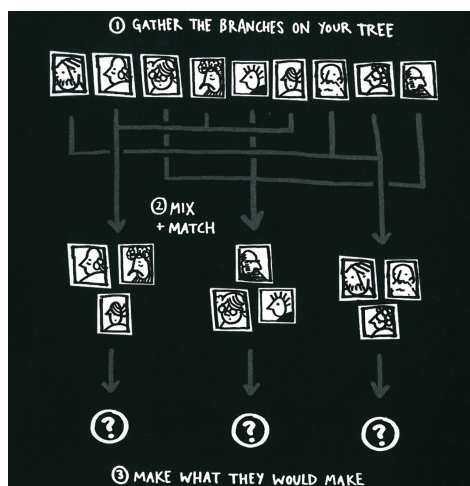 ① GATHER THE BRANCHES ON YOUR TREE
② MIX
+ MATCH
?
?
?
③ MAKE WHAT THEY WOULD MAKE